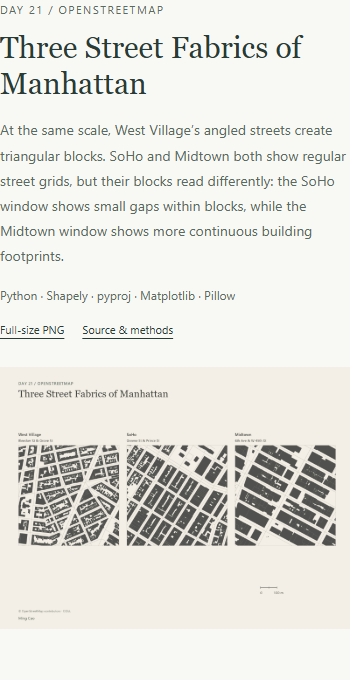 DAY 21 / OPENSTREETMAP
Three Street Fabrics of
Manhattan
At the same scale, West Village’s angled streets create
triangular blocks. SoHo and Midtown both show regular
street grids, but their blocks read differently: the SoHo
window shows small gaps within blocks, while the
Midtown window shows more continuous building
footprints.
Python · Shapely · pyproj · Matplotlib · Pillow
Full-size PNG Source & methods
DAY 21 / OPENSTREETMAP
Three Street Fabrics of Manhattan
West Village SoHo Midtown